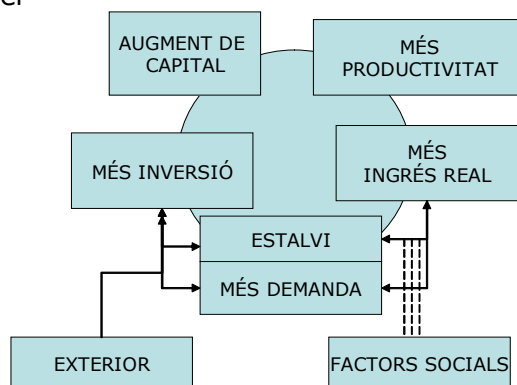 AUGMENT DE
CAPITAL
MÉS
PRODUCTIVITAT
MÉS INVERSIÓ
MÉS
INGRÉS REAL
ESTALVI
MÉS DEMANDA
EXTERIOR
FACTORS SOCIALS